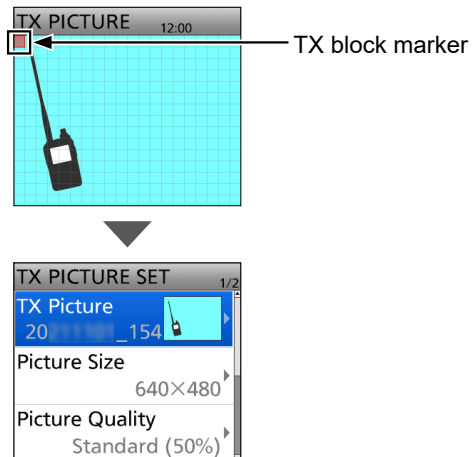 TX PICTURE 12:00
TX block marker
TX PICTURE SET 1/2
TX Picture
20 _154
Picture Size
640×480
Picture Quality
Standard (50%)